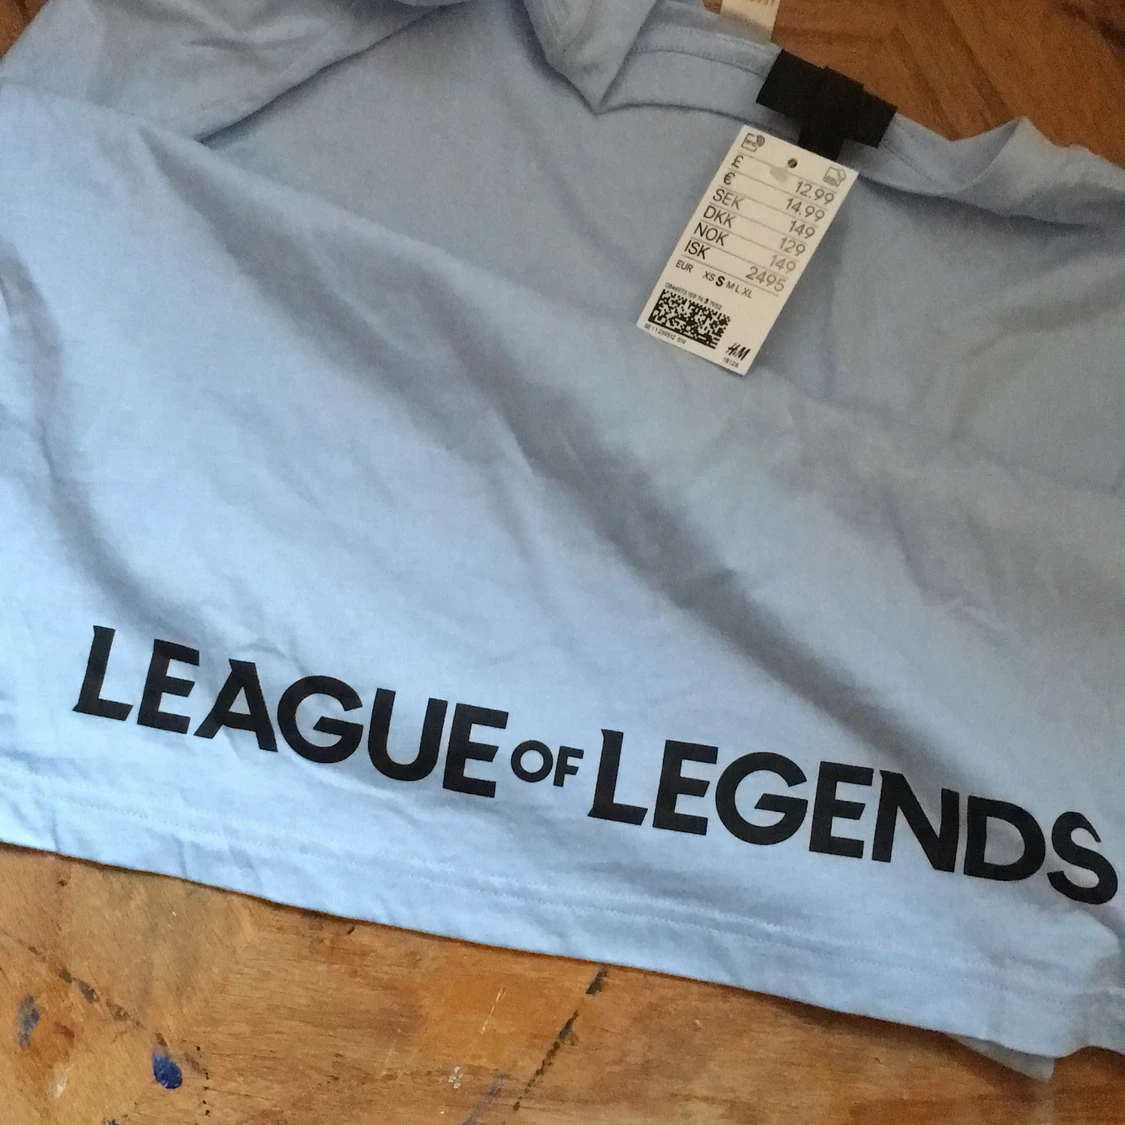 £ 12.99
€ 14.99
SEK 149
DKK 129
NOK 149
ISK 2495
EUR XS S M L XL
H&M
LEAGUE OF LEGENDS